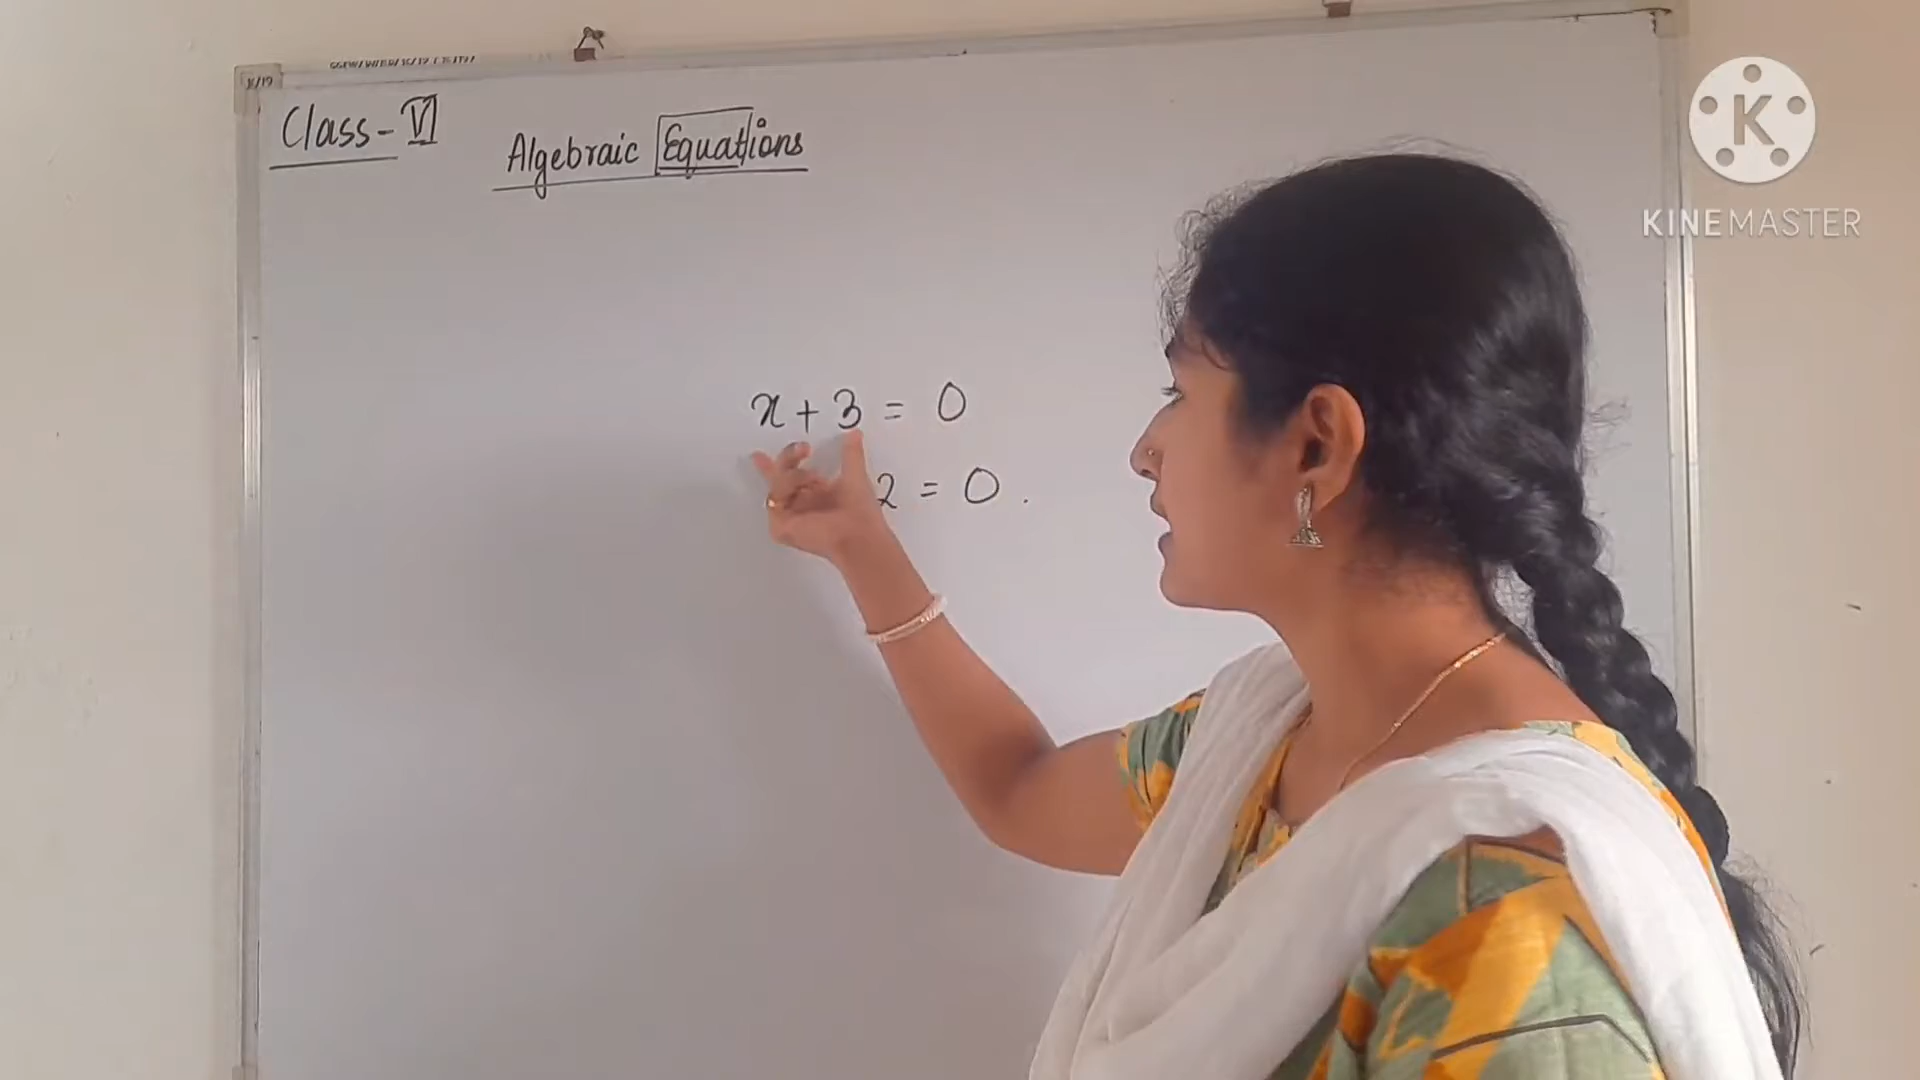 Class-VI
Algebraic Equations
x + 3 = 0
2 = 0 .
K
KINEMASTER